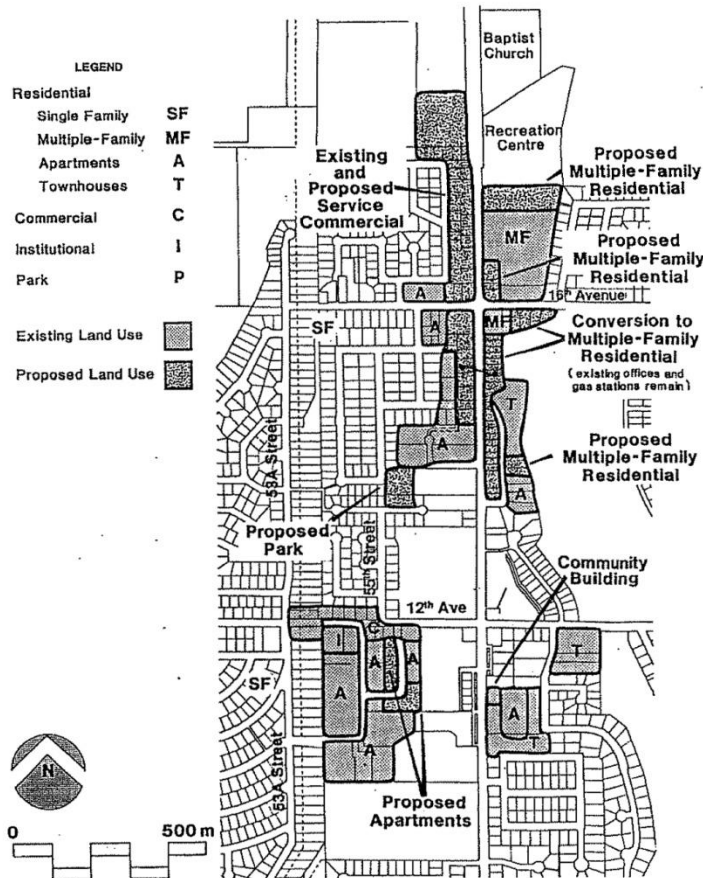 LEGEND
Residential
Single Family SF
Multiple-Family MF
Apartments A
Townhouses T
Commercial C
Institutional I
Park P
Existing Land Use
Proposed Land Use
Baptist
Church
Recreation
Centre
Existing
and
Proposed
Service
Commercial
Proposed
Multiple-Family
Residential
MF
Proposed
Multiple-Family
Residential
16th Avenue
A
SF
A
MF
Conversion to
Multiple-Family
Residential
(existing offices and
gas stations remain)
T
A
53A Street
Proposed
Multiple-Family
Residential
A
Proposed
Park
55th Street
Community
Building
12th Ave
C
I
A
A
T
SF
A
A
T
A
53A Street
Proposed
Apartments
N
0 500m